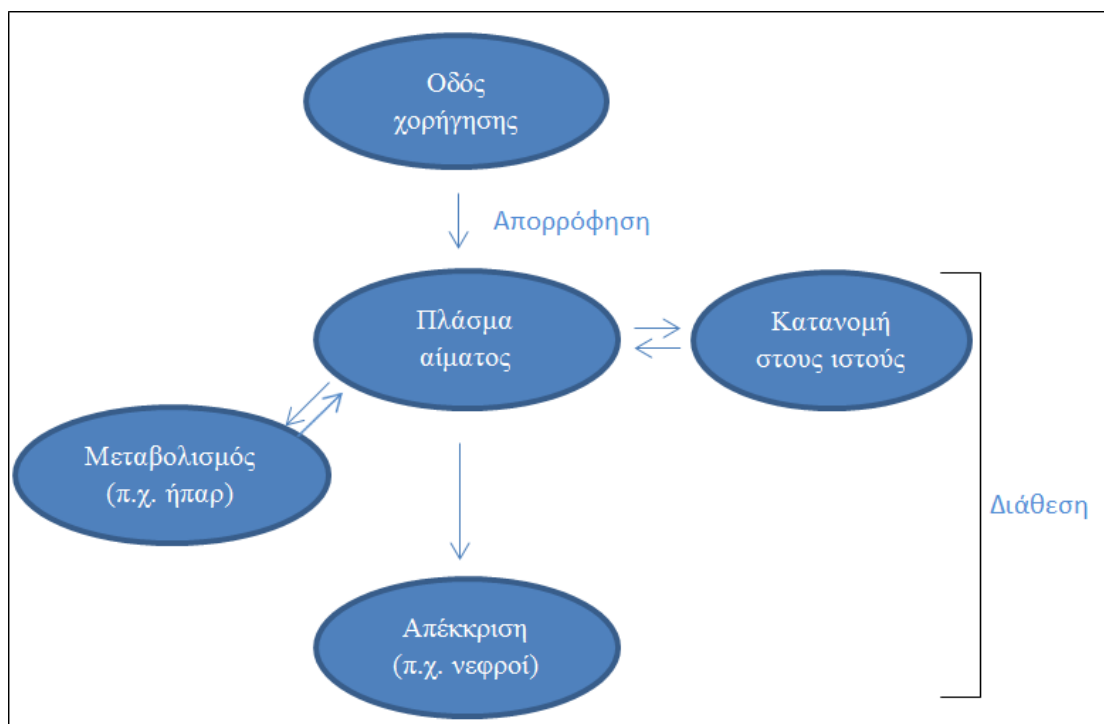 Οδός
χορήγησης
Απορρόφηση
Πλάσμα
αίματος
Κατανομή
στους ιστούς
Μεταβολισμός
(π.χ. ήπαρ)
Διάθεση
Απέκκριση
(π.χ. νεφροί)